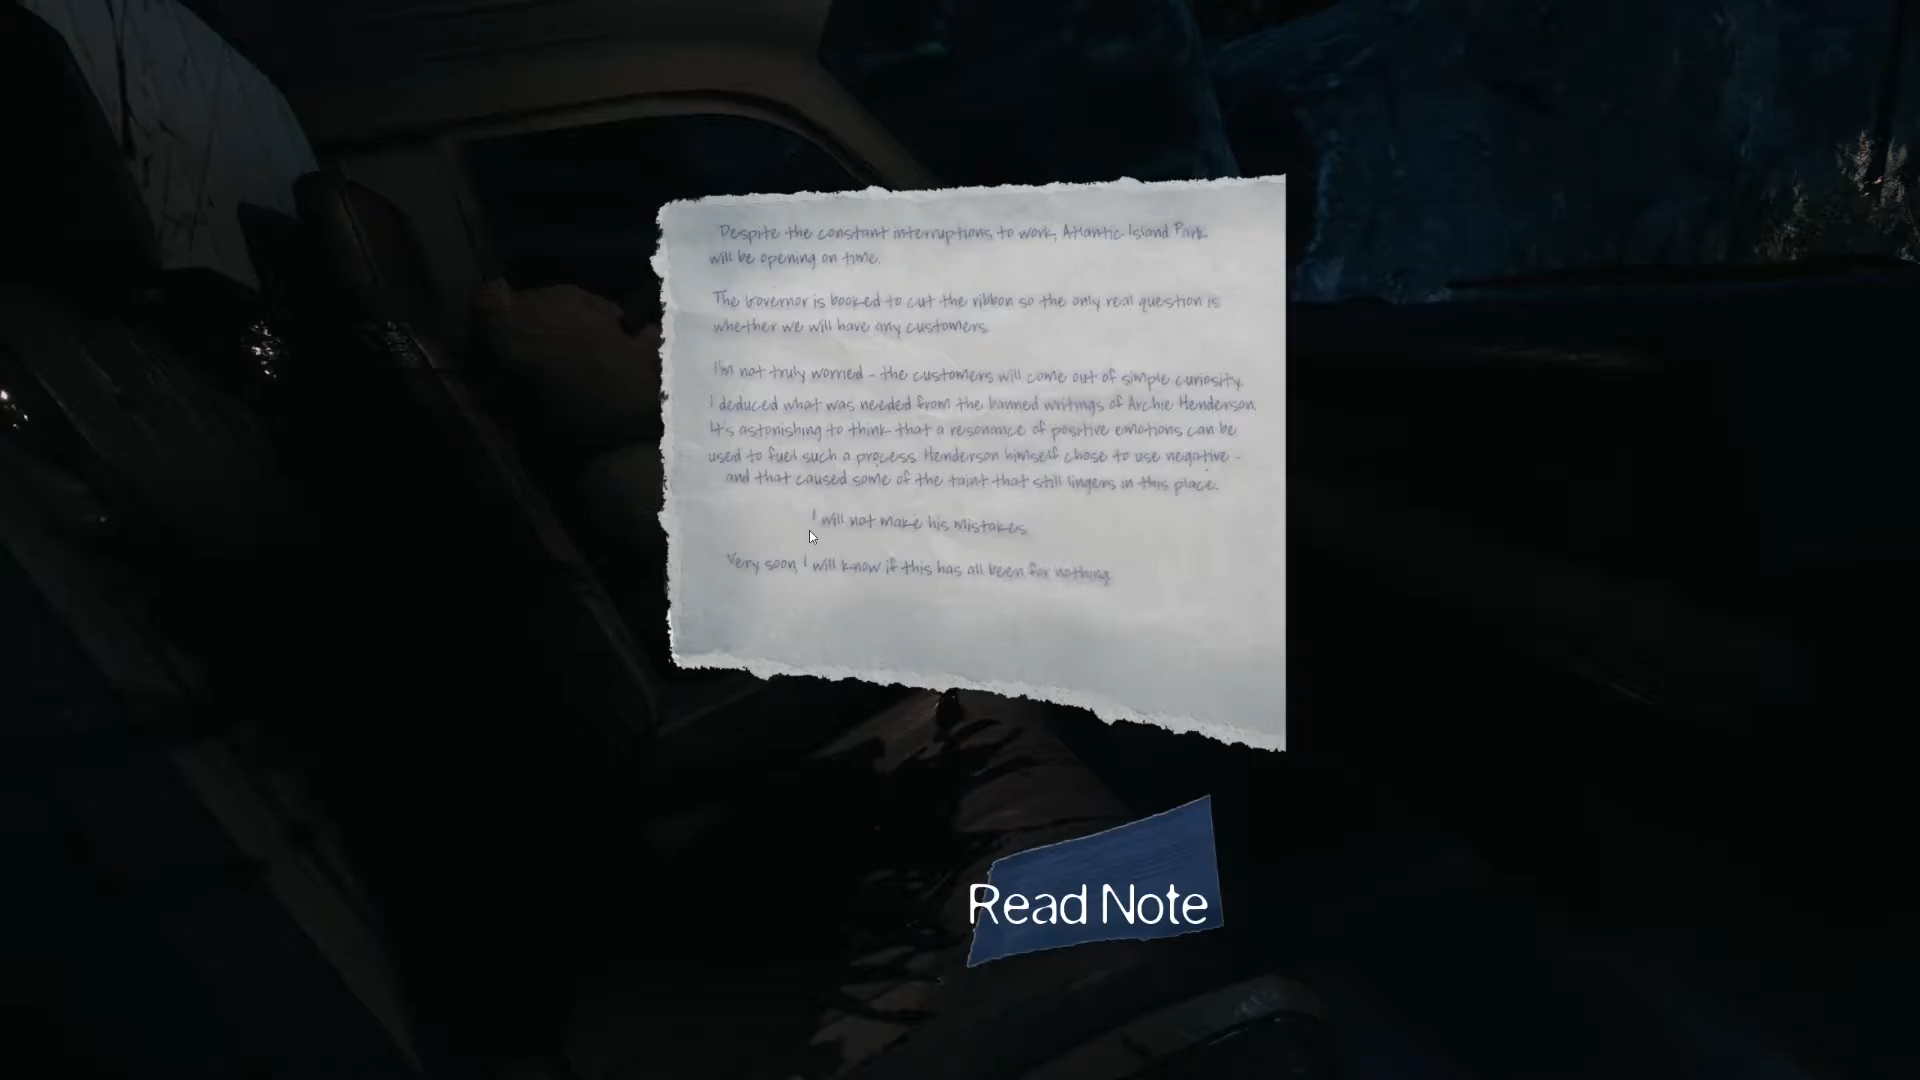 Despite the constant interruptions to work, Atlantic Island Park
will be opening on time.
The Governor is booked to cut the ribbon so the only real question is
whether we will have any customers.
I'm not truly worried - the customers will come out of simple curiosity.
I deduced what was needed from the banned writings of Archie Henderson.
It's astonishing to think that a resonance of positive emotions can be
used to fuel such a process. Henderson himself chose to use negative -
and that caused some of the taint that still lingers in this place.
I will not make his mistakes.
Very soon, I will know if this has all been for nothing.
Read Note